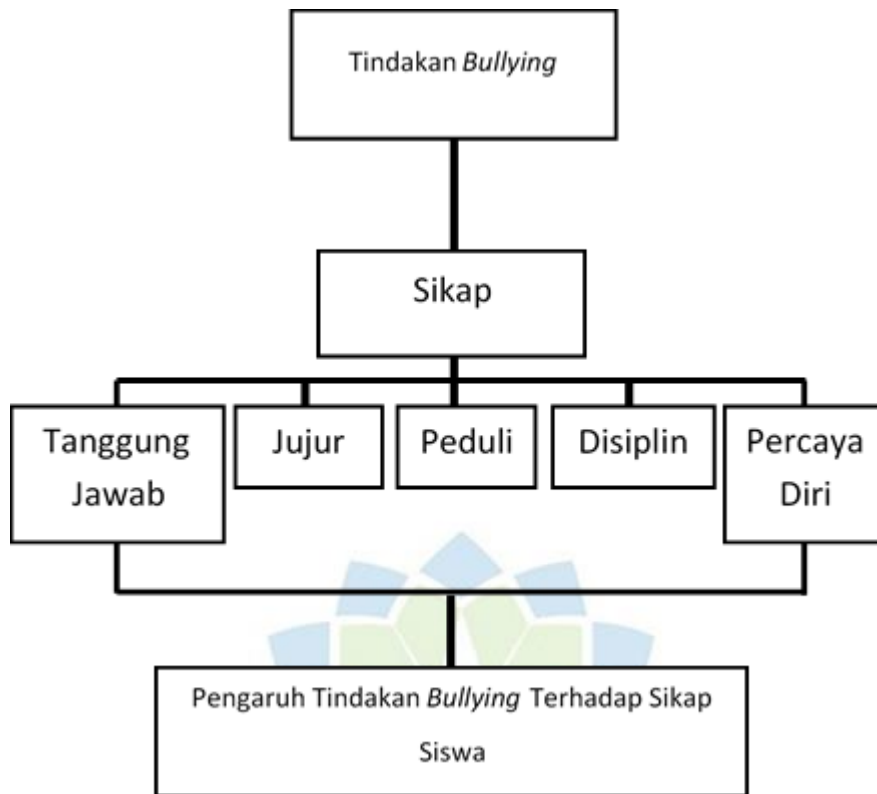 Tindakan Bullying
Sikap
Tanggung
Jawab
Jujur
Peduli
Disiplin
Percaya
Diri
Pengaruh Tindakan Bullying Terhadap Sikap
Siswa